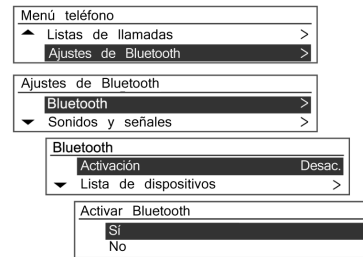 Menú teléfono
Listas de llamadas >
Ajustes de Bluetooth >
Ajustes de Bluetooth
Bluetooth >
Sonidos y señales >
Bluetooth
Activación Desac.
Lista de dispositivos >
Activar Bluetooth
Sí
No